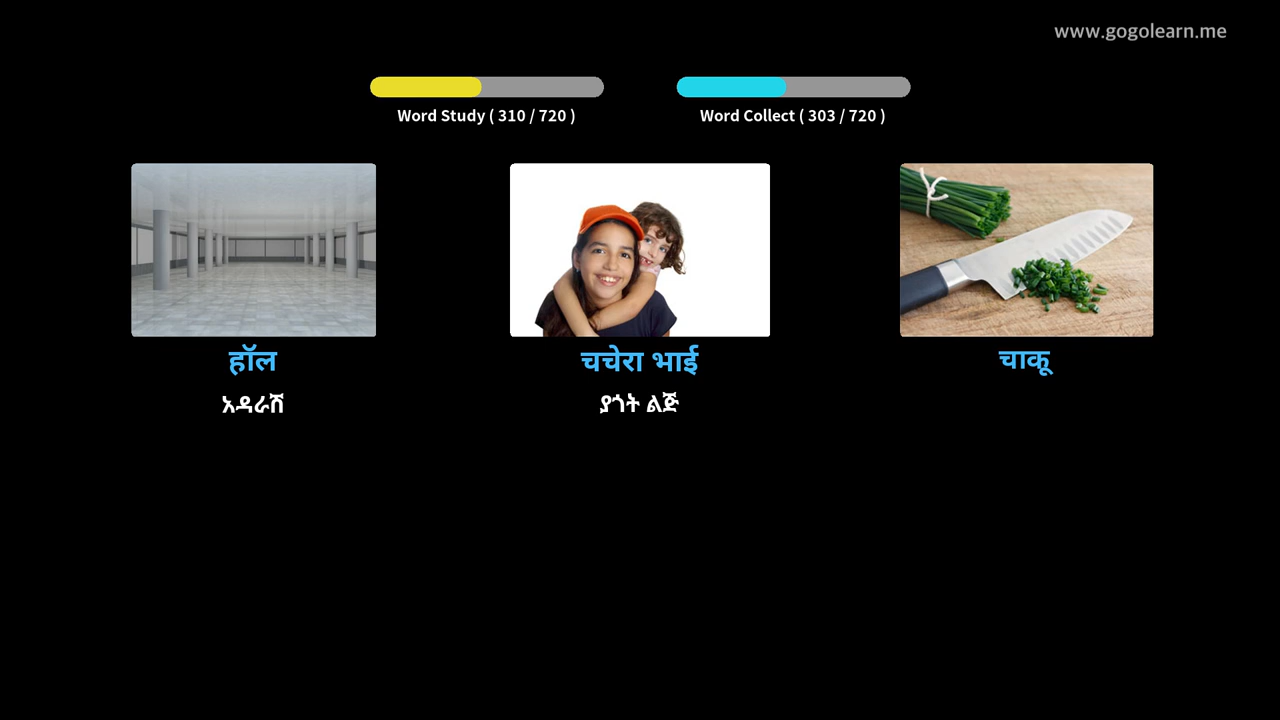 www.gogolearn.me
Word Study ( 310 / 720 )
Word Collect ( 303 / 720 )
हॉल
चचेरा भाई
चाकू
አዳራሽ
ያጎት ልጅ